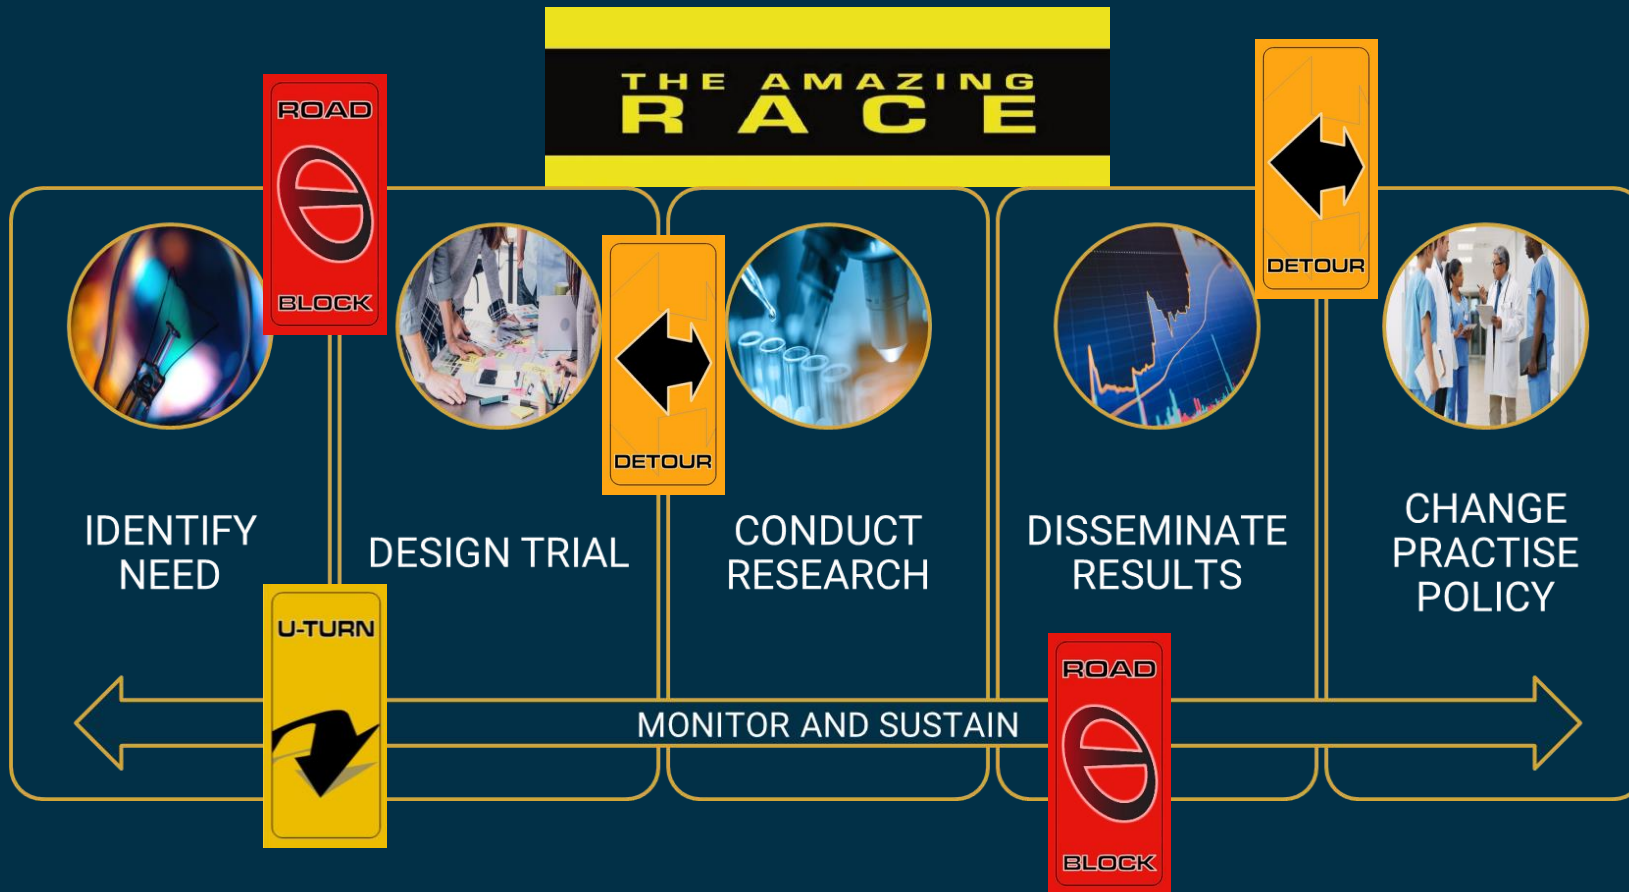 THE AMAZING
RACE
ROAD
BLOCK
DETOUR
DETOUR
IDENTIFY
NEED
DESIGN TRIAL
CONDUCT
RESEARCH
DISSEMINATE
RESULTS
CHANGE
PRACTISE
POLICY
U-TURN
MONITOR AND SUSTAIN
ROAD
BLOCK